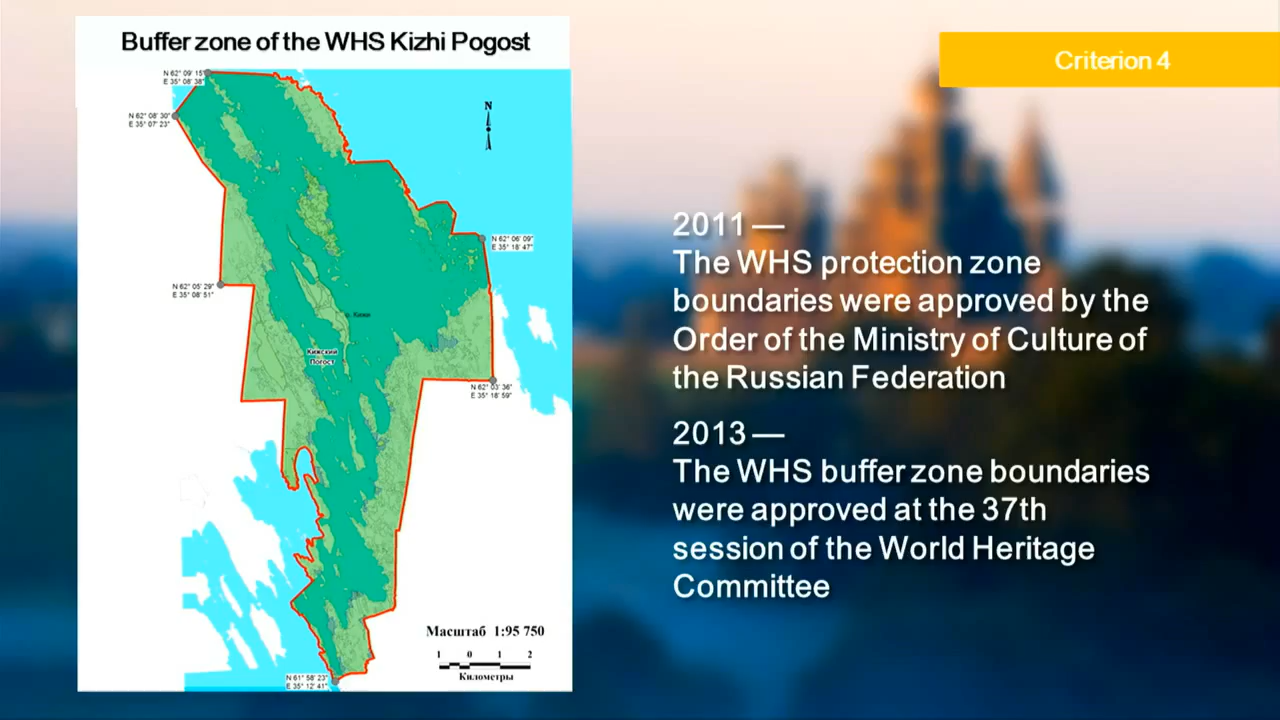 Buffer zone of the WHS Kizhi Pogost
Criterion 4
N 62° 09' 15"
E 35° 08' 38"
N 62° 08' 30"
E 35° 07' 23"
N
N 62° 06' 09"
E 35° 18' 47"
N 62° 05' 29"
E 35° 08' 51"
о. Кижи
Кижский
Погост
N 62° 03' 36"
E 35° 18' 59"
Масштаб 1:95 750
1 0 1 2
Километры
N 61° 58' 23"
E 35° 12' 41"
2011 —
The WHS protection zone
boundaries were approved by the
Order of the Ministry of Culture of
the Russian Federation
2013 —
The WHS buffer zone boundaries
were approved at the 37th
session of the World Heritage
Committee